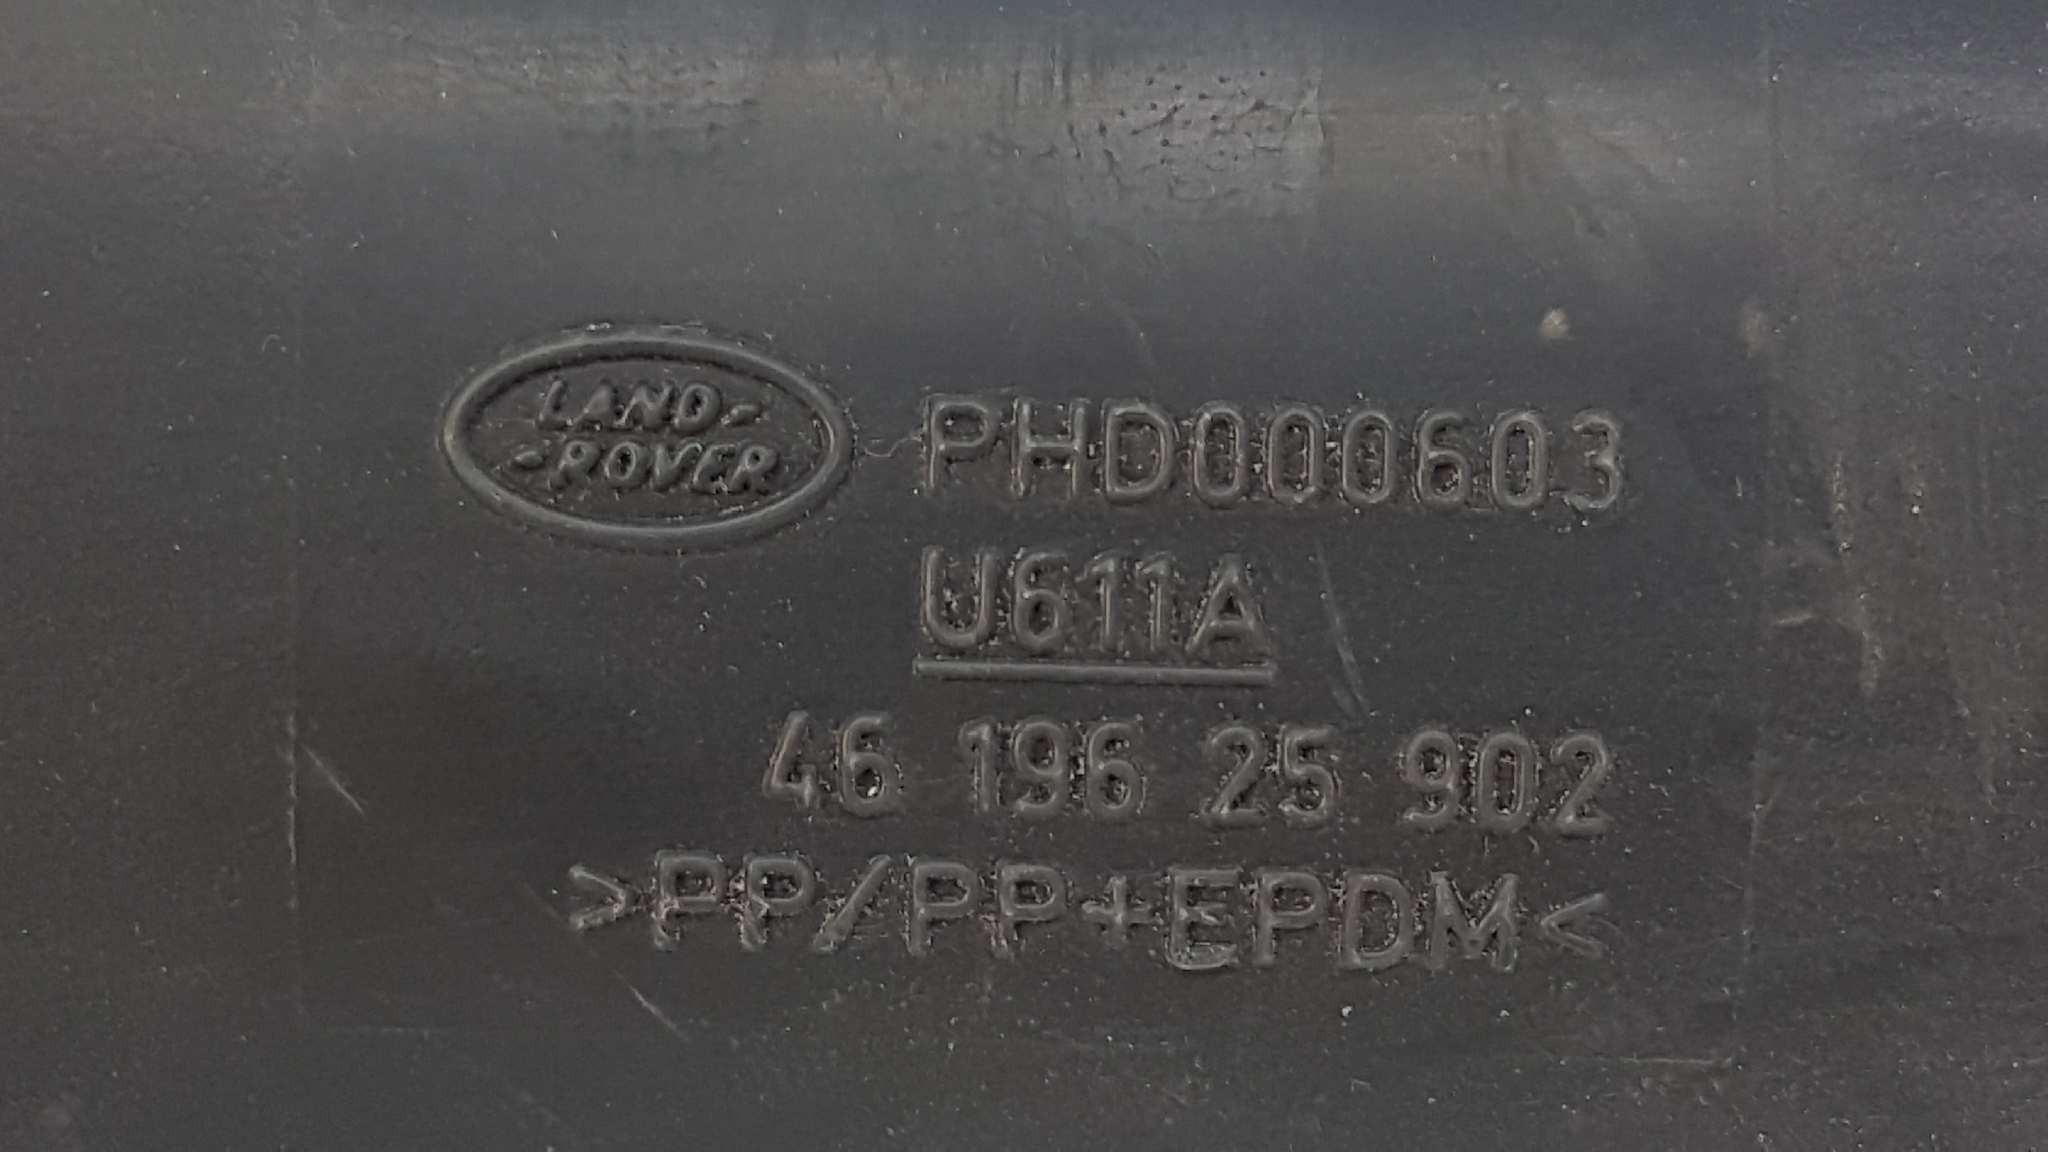 LAND-
-ROVER
PHD000603
U611A
46 196 25 902
>PP/PP+EPDM<